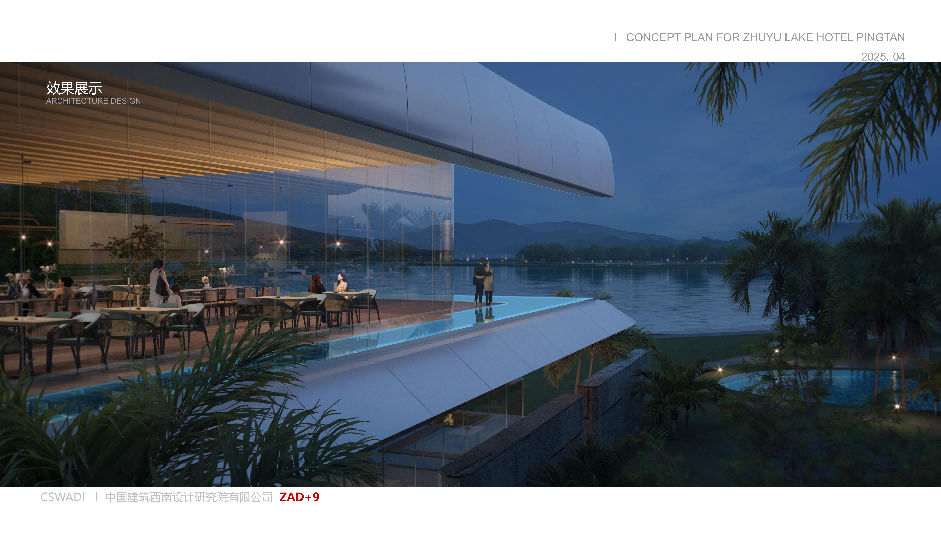 CONCEPT PLAN FOR ZHUYU LAKE HOTEL PINGTAN
2025. 04
效果展示
ARCHITECTURE DESIGN
CSWADI | 中国建筑西南设计研究院有限公司 ZAD+9